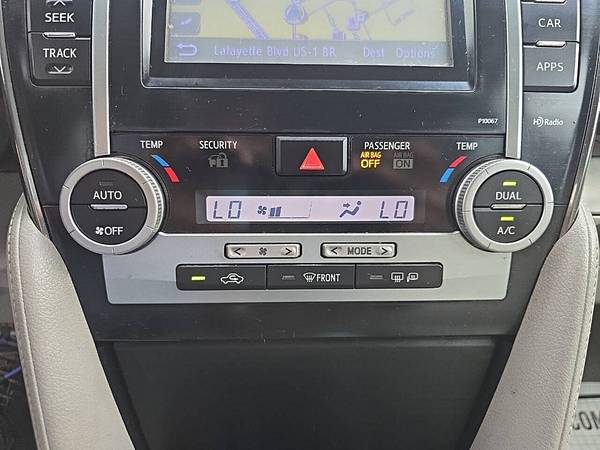 SEEK
TRACK
Lafayette Blvd US-1 BR Dest Options
CAR
APPS
P10067
HD Radio
TEMP SECURITY PASSENGER TEMP
AIR BAG OFF AIR BAG ON
AUTO
OFF
LO LO
DUAL
A/C
MODE
FRONT